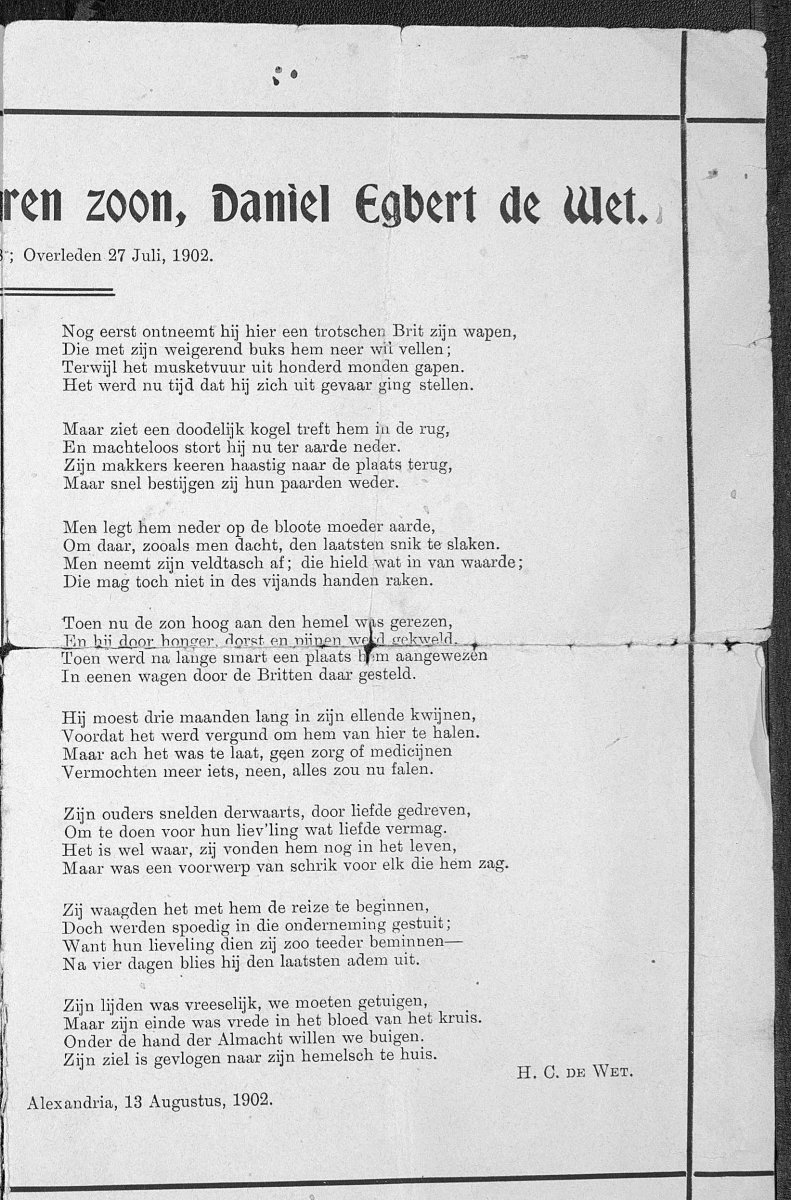 ren zoon, Daniel Egbert de Wet.
; Overleden 27 Juli, 1902.
Nog eerst ontneemt hij hier een trotschen Brit zijn wapen,
Die met zijn weigerend buks hem neer wil vellen;
Terwijl het musketvuur uit honderd monden gapen.
Het werd nu tijd dat hij zich uit gevaar ging stellen.
Maar ziet een doodelijk kogel treft hem in de rug,
En machteloos stort hij nu ter aarde neder.
Zijn makkers keeren haastig naar de plaats terug,
Maar snel bestijgen zij hun paarden weder.
Men legt hem neder op de bloote moeder aarde,
Om daar, zooals men dacht, den laatsten snik te slaken.
Men neemt zijn veldtasch af; die hield wat in van waarde;
Die mag toch niet in des vijands handen raken.
Toen nu de zon hoog aan den hemel was gerezen,
En hij door honger, dorst en pijnen werd gekweld.
Toen werd na lange smart een plaats hem aangewezen
In eenen wagen door de Britten daar gesteld.
Hij moest drie maanden lang in zijn ellende kwijnen,
Voordat het werd vergund om hem van hier te halen.
Maar ach het was te laat, geen zorg of medicijnen
Vermochten meer iets, neen, alles zou nu falen.
Zijn ouders snelden derwaarts, door liefde gedreven,
Om te doen voor hun liev'ling wat liefde vermag.
Het is wel waar, zij vonden hem nog in het leven,
Maar was een voorwerp van schrik voor elk die hem zag.
Zij waagden het met hem de reize te beginnen,
Doch werden spoedig in die onderneming gestuit;
Want hun lieveling dien zij zoo teeder beminnen—
Na vier dagen blies hij den laatsten adem uit.
Zijn lijden was vreeselijk, we moeten getuigen,
Maar zijn einde was vrede in het bloed van het kruis.
Onder de hand der Almacht willen we buigen.
Zijn ziel is gevlogen naar zijn hemelsch te huis.
H. C. DE WET.
Alexandria, 13 Augustus, 1902.